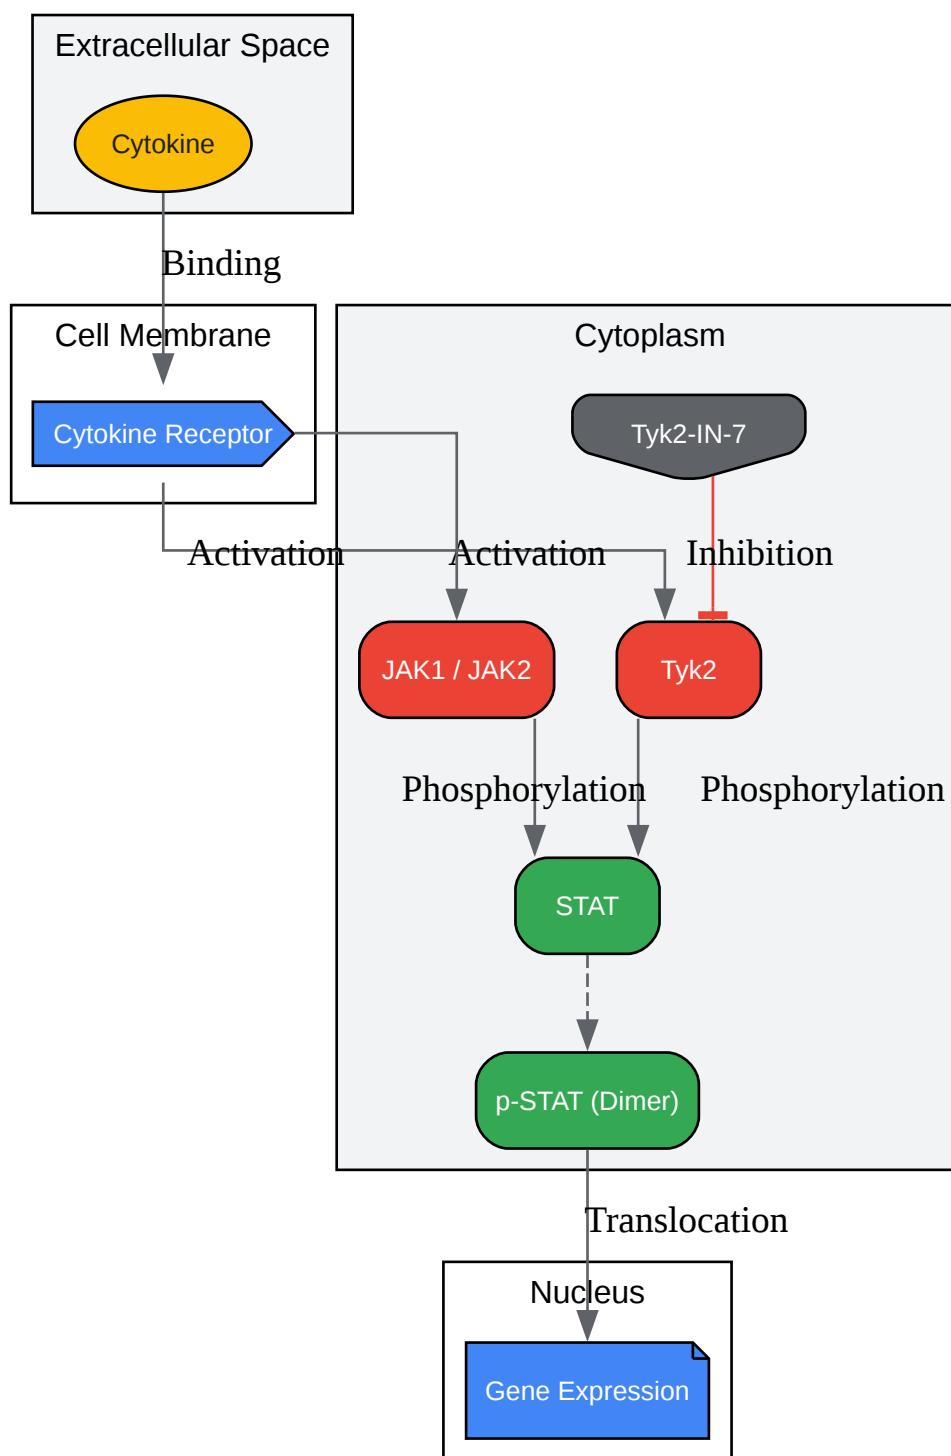 Extracellular Space
Cytokine
Binding
Cell Membrane
Cytoplasm
Cytokine Receptor
Tyk2-IN-7
Activation
Activation
Inhibition
JAK1 / JAK2
Tyk2
Phosphorylation
Phosphorylation
STAT
p-STAT (Dimer)
Translocation
Nucleus
Gene Expression